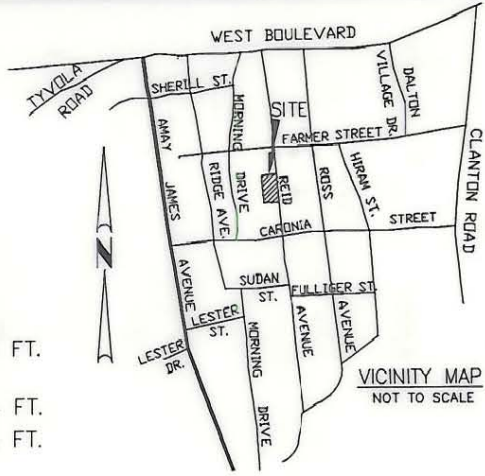 WEST BOULEVARD
TYVOLA
ROAD
SHERILL ST.
MORNING
DRIVE
SITE
VILLAGE DR.
DALTON
FARMER STREET
CLANTON ROAD
AMAY
JAMES
AVENUE
RIDGE AVE.
REID
AVENUE
ROSS
AVENUE
HIRAM ST.
CARONIA
STREET
N
SUDAN
ST.
FULLIGER ST.
LESTER
ST.
LESTER
DR.
MORNING
DRIVE
FT.
FT.
FT.
VICINITY MAP
NOT TO SCALE